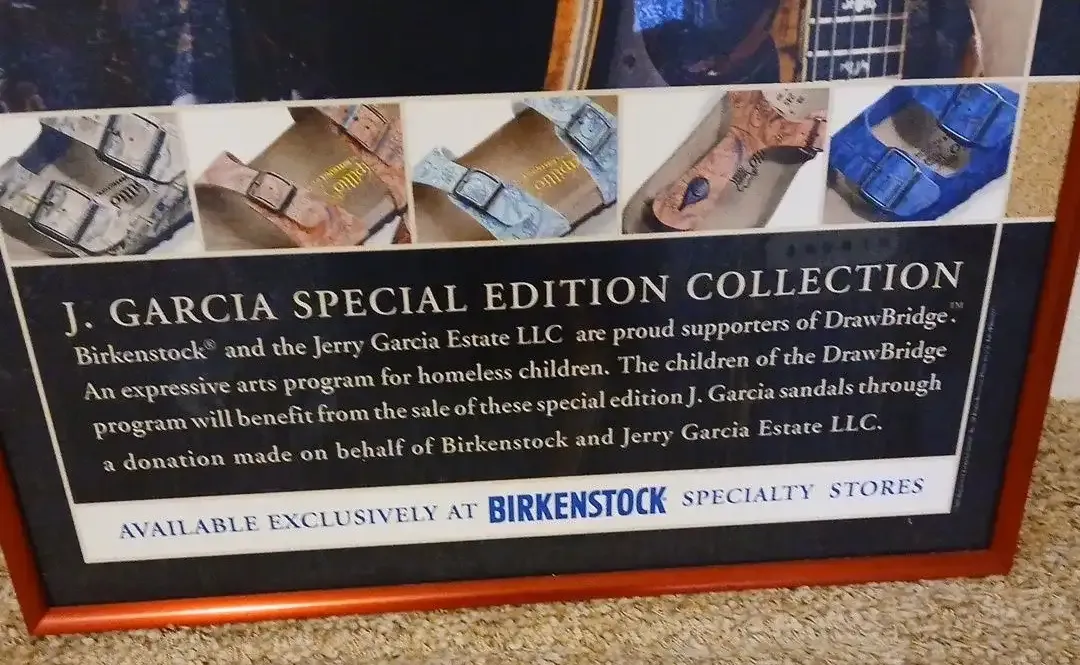 J. GARCIA SPECIAL EDITION COLLECTION
Birkenstock® and the Jerry Garcia Estate LLC are proud supporters of DrawBridge.™
An expressive arts program for homeless children. The children of the DrawBridge
program will benefit from the sale of these special edition J. Garcia sandals through
a donation made on behalf of Birkenstock and Jerry Garcia Estate LLC.
AVAILABLE EXCLUSIVELY AT BIRKENSTOCK SPECIALTY STORES